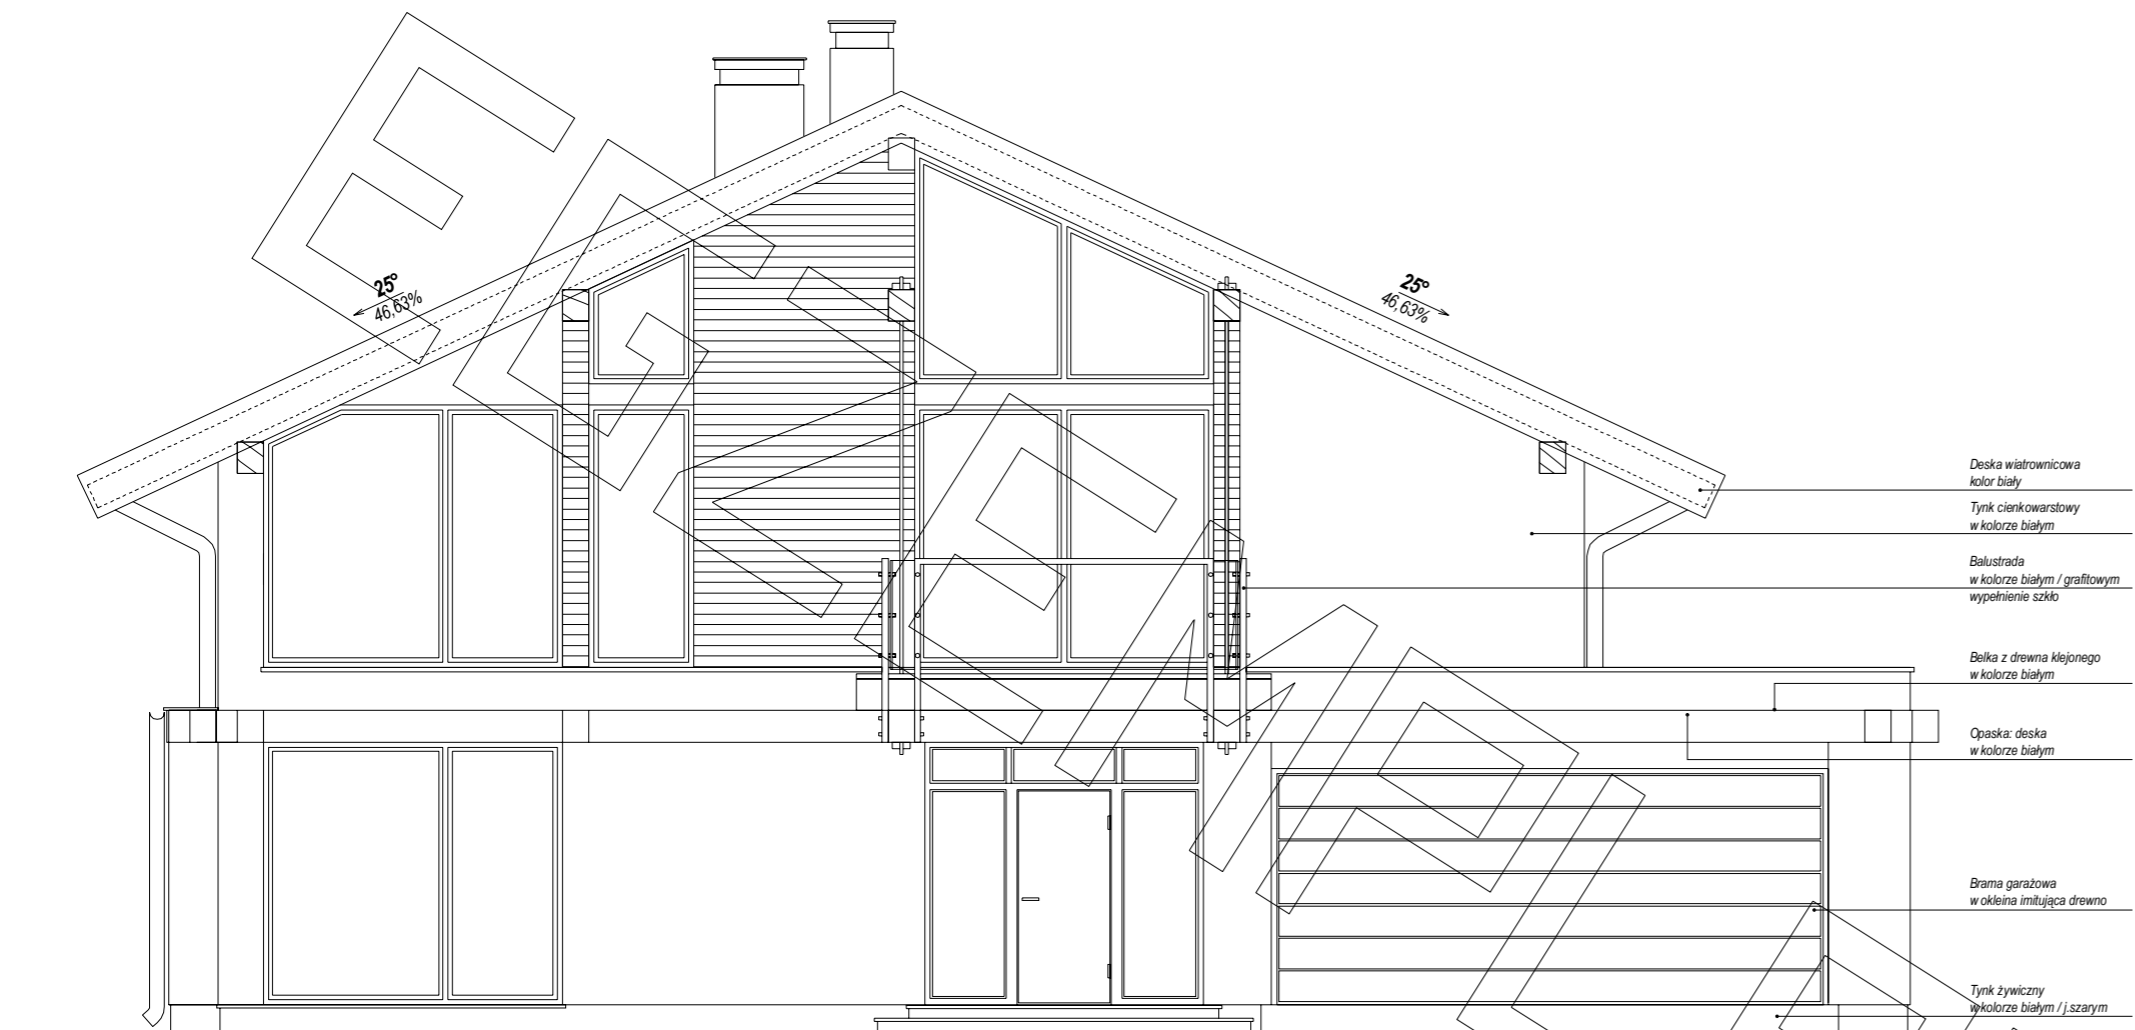 25°
46,63%
25°
46,63%
Deska wiatrownicowa
kolor biały
Tynk cienkowarstowy
w kolorze białym
Balustrada
w kolorze białym / grafitowym
wypełnienie szkło
Belka z drewna klejonego
w kolorze białym
Opaska: deska
w kolorze białym
Brama garażowa
w okleina imitująca drewno
Tynk żywiczny
w kolorze białym / j.szarym